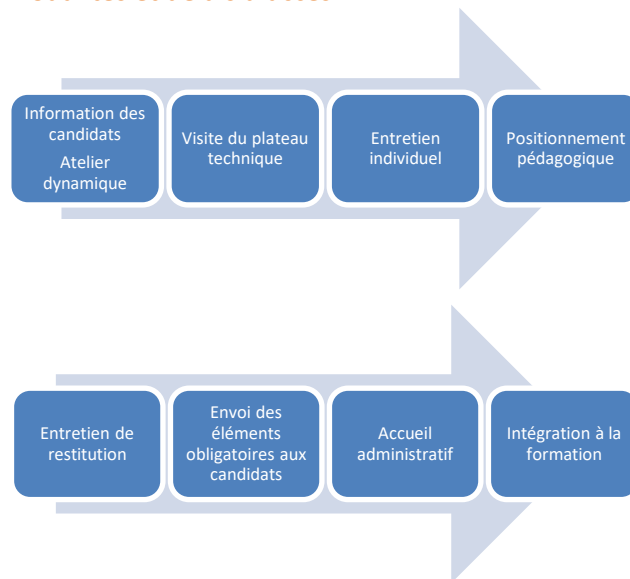 Information des
candidats
Atelier
dynamique
Visite du plateau
technique
Entretien
individuel
Positionnement
pédagogique
Entretien de
restitution
Envoi des
éléments
obligatoires aux
candidats
Accueil
administratif
Intégration à la
formation